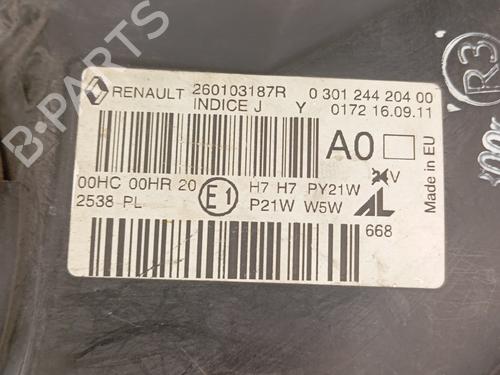 B-PARTS
RENAULT 260103187R 0 301 244 204 00
INDICE J Y 0172 16.09.11
A0
Made in EU
00HC 00HR 20 E1 H7 H7 PY21W V
2538 PL P21W W5W AL
668
R3